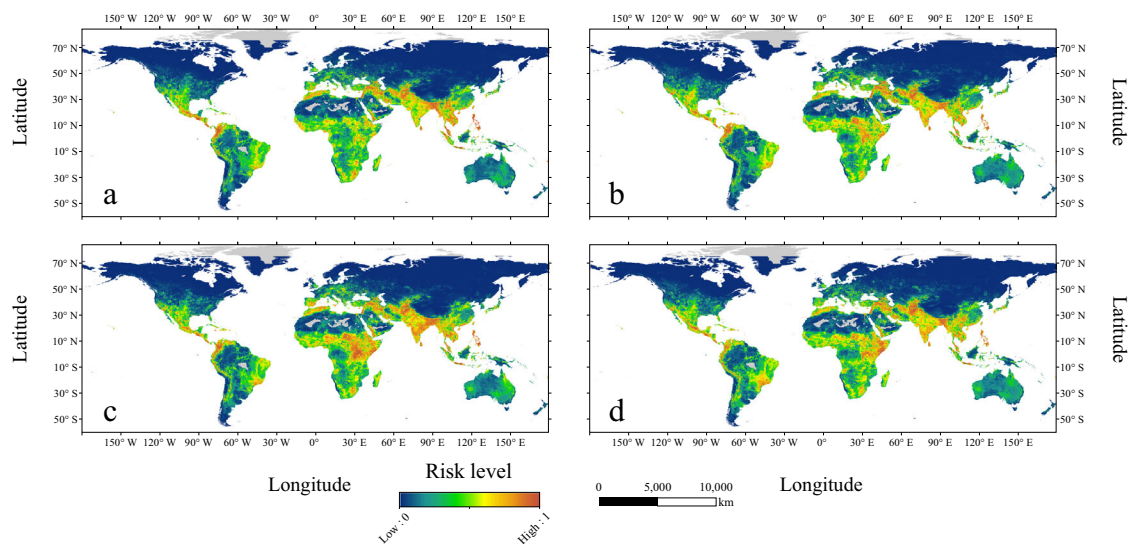 150° W 120° W 90° W 60° W 30° W 0° 30° E 60° E 90° E 120° E 150° E
150° W 120° W 90° W 60° W 30° W 0° 30° E 60° E 90° E 120° E 150° E
Latitude
70° N
50° N
30° N
10° N
10° S
30° S
50° S
a
b
70° N
50° N
30° N
10° N
10° S
30° S
50° S
Latitude
Latitude
70° N
50° N
30° N
10° N
10° S
30° S
50° S
c
d
70° N
50° N
30° N
10° N
10° S
30° S
50° S
Latitude
150° W 120° W 90° W 60° W 30° W 0° 30° E 60° E 90° E 120° E 150° E
150° W 120° W 90° W 60° W 30° W 0° 30° E 60° E 90° E 120° E 150° E
Longitude
Risk level
Low : 0
High : 1
0 5,000 10,000
km
Longitude